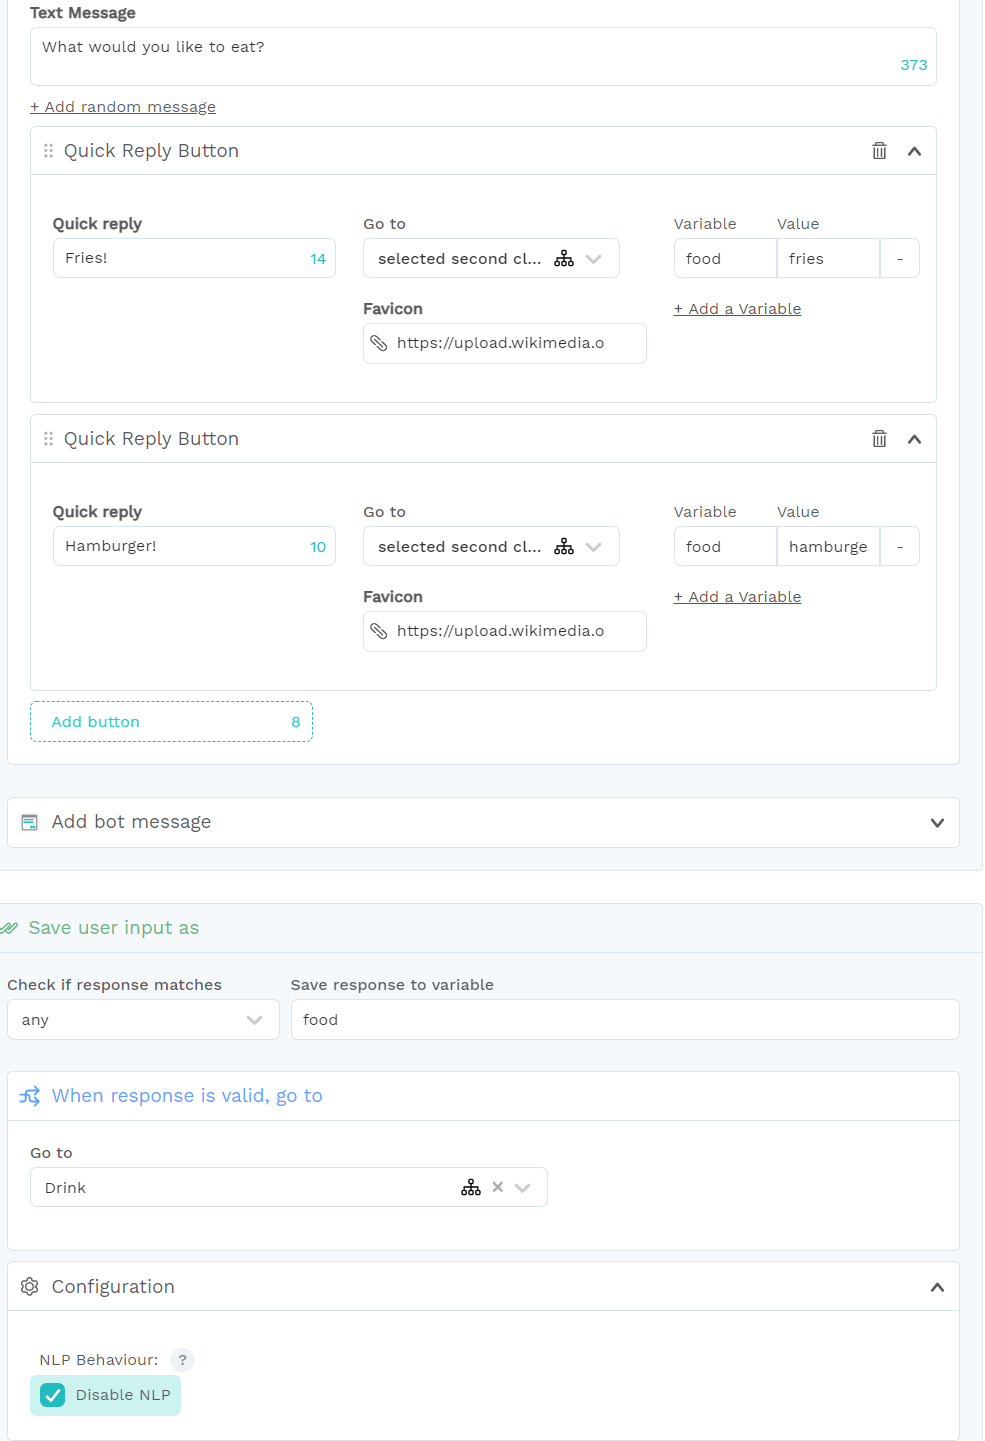 Text Message
What would you like to eat?
373
+ Add random message
Quick Reply Button
Quick reply Go to Variable Value
Fries! 14 selected second cl... food fries -
Favicon + Add a Variable
https://upload.wikimedia.o
Quick Reply Button
Quick reply Go to Variable Value
Hamburger! 10 selected second cl... food hamburge -
Favicon + Add a Variable
https://upload.wikimedia.o
Add button 8
Add bot message
Save user input as
Check if response matches Save response to variable
any food
When response is valid, go to
Go to
Drink
Configuration
NLP Behaviour: ?
Disable NLP